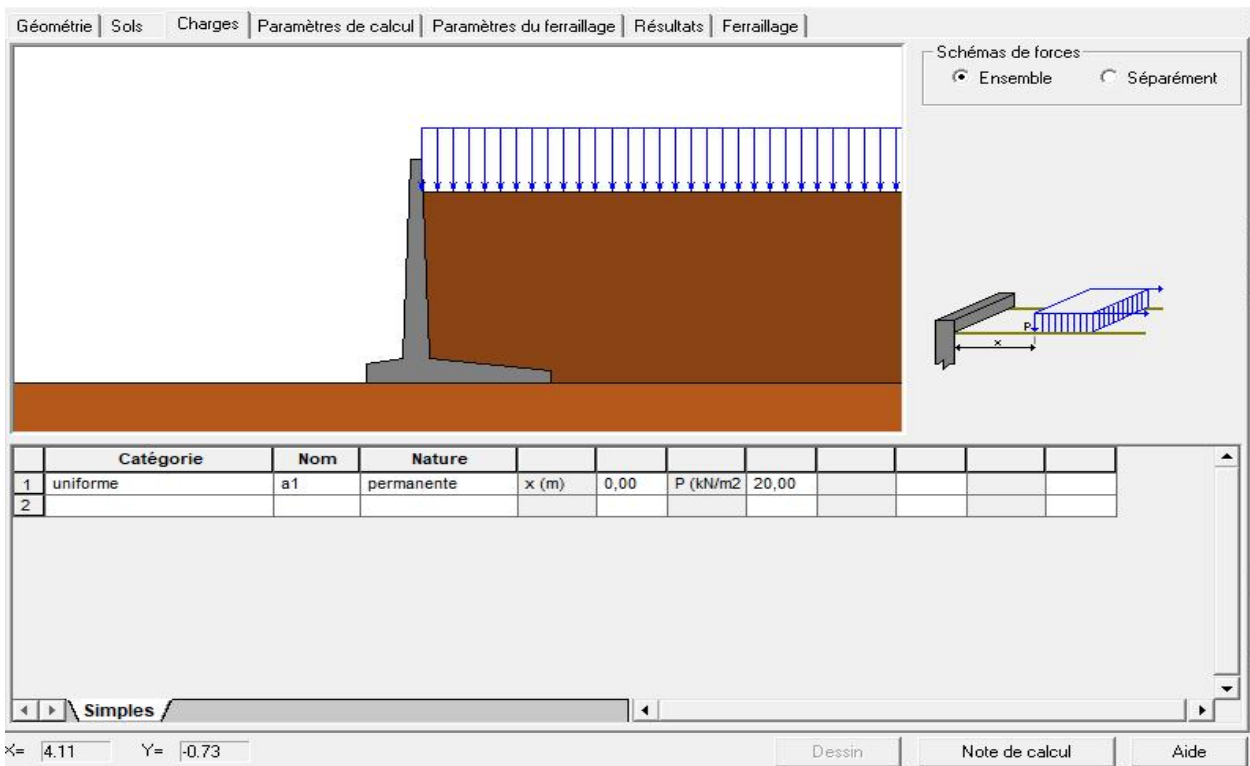 Géométrie Sols Charges Paramètres de calcul Paramètres du ferraillage Résultats Ferraillage
Schémas de forces
Ensemble Séparément
P
x
Catégorie Nom Nature
1 uniforme a1 permanente x (m) 0,00 P (kN/m2 20,00
2
Simples
X= 4.11 Y= -0.73 Dessin Note de calcul Aide